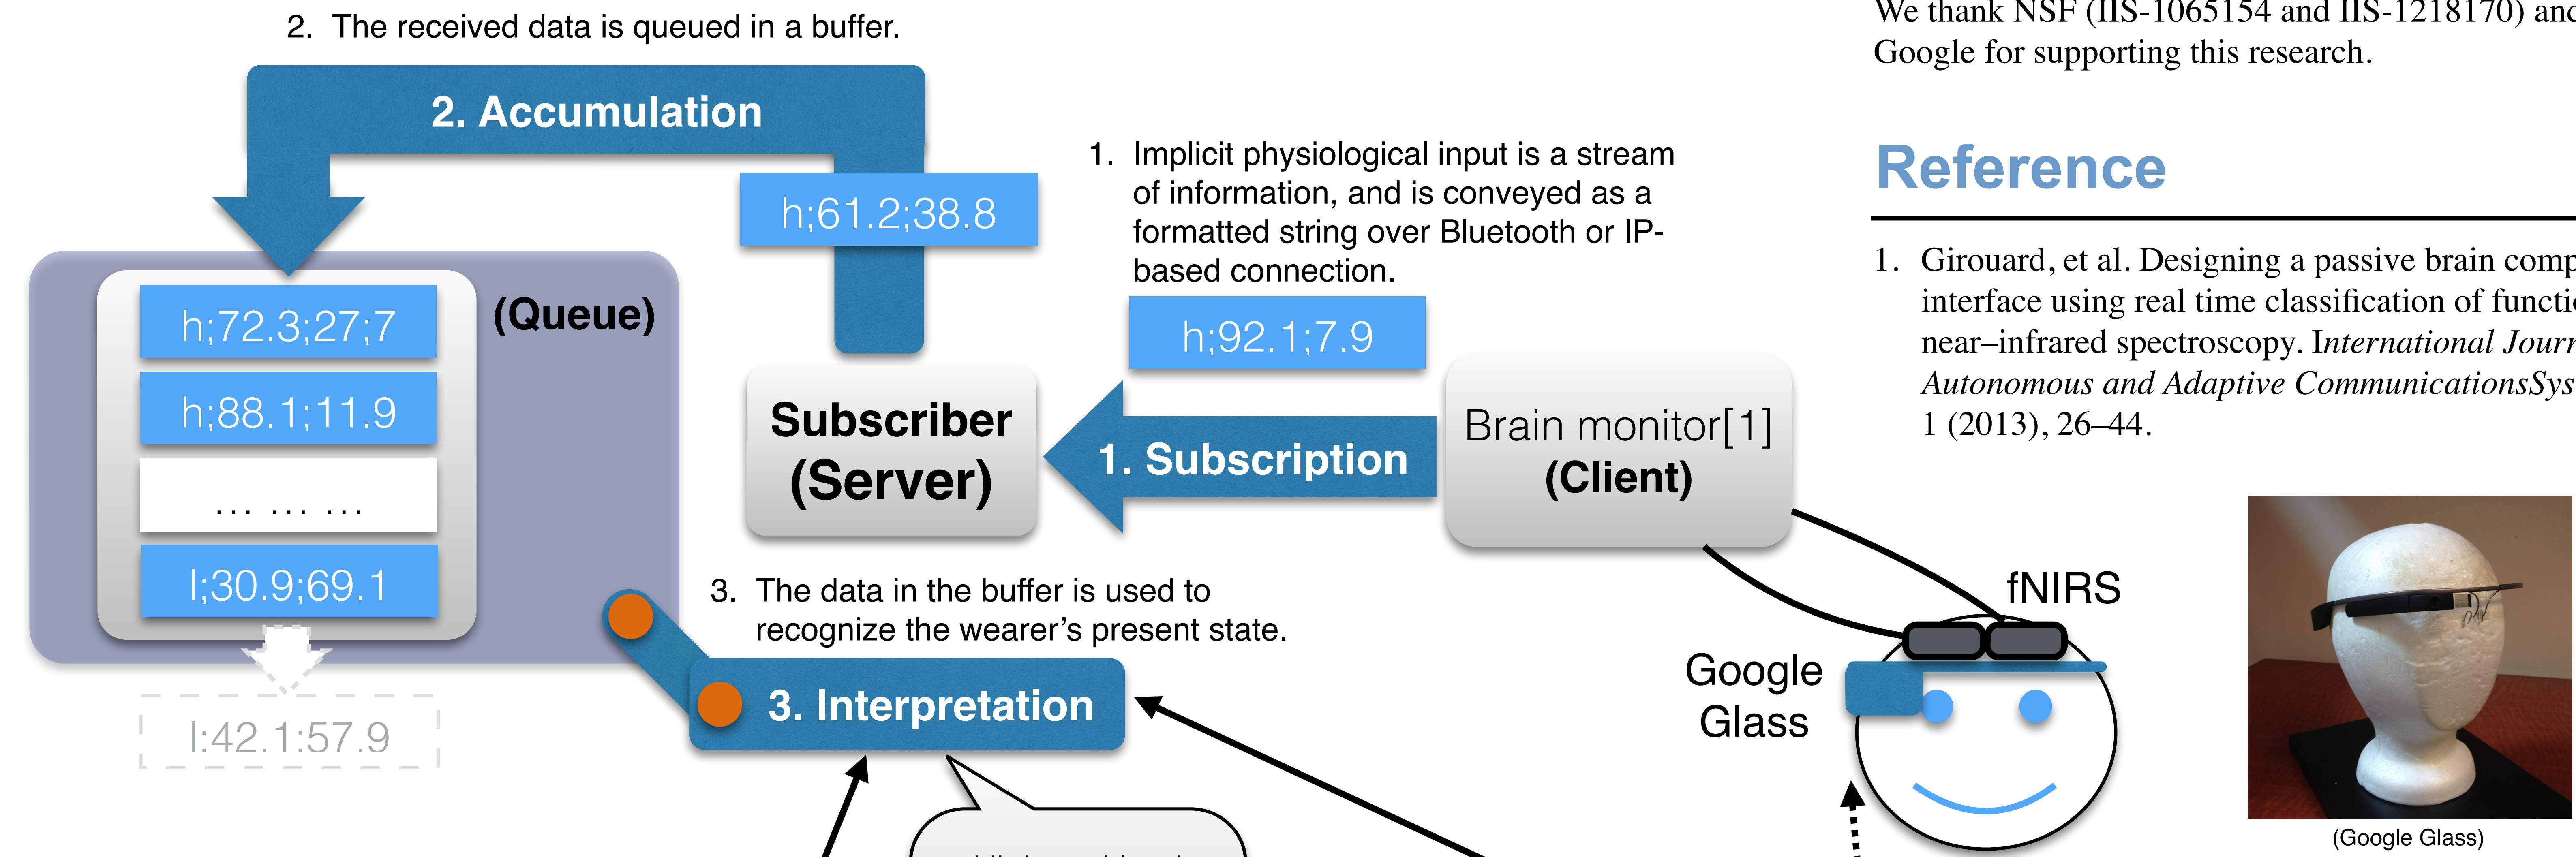 2. The received data is queued in a buffer.
2. Accumulation
h;61.2;38.8
h;72.3;27;7
(Queue)
h;88.1;11.9
... ... ...
l;30.9;69.1
l:42.1:57.9
1. Implicit physiological input is a stream
of information, and is conveyed as a
formatted string over Bluetooth or IP-
based connection.
h;92.1;7.9
Subscriber
(Server)
1. Subscription
Brain monitor[1]
(Client)
3. The data in the buffer is used to
recognize the wearer's present state.
3. Interpretation
fNIRS
Google
Glass
We thank NSF (IIS-1065154 and IIS-1218170) and
Google for supporting this research.
Reference
1. Girouard, et al. Designing a passive brain comp
interface using real time classification of functi
near–infrared spectroscopy. International Journ
Autonomous and Adaptive CommunicationsSys
1 (2013), 26–44.
(Google Glass)